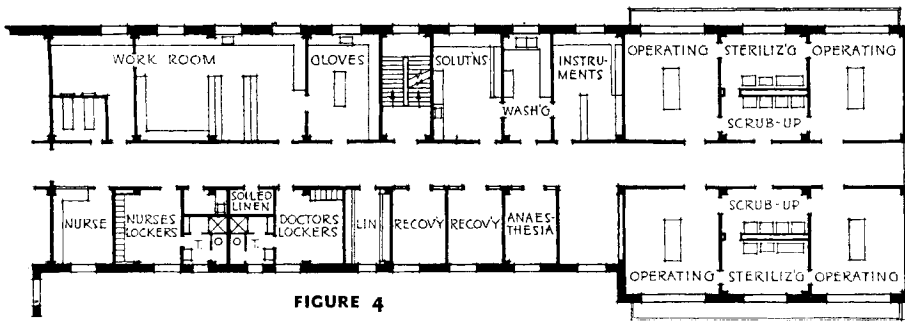 OPERATING STERILIZ'G OPERATING
WORK ROOM GLOVES SOLUT'NS INSTRU-
MENTS
WASH'G
SCRUB-UP
SOILED
LINEN
SCRUB-UP
NURSE NURSES
LOCKERS DOCTORS
LOCKERS LIN RECOV'Y RECOV'Y ANAES-
THESIA
T. T.
OPERATING STERILIZ'G OPERATING
FIGURE 4